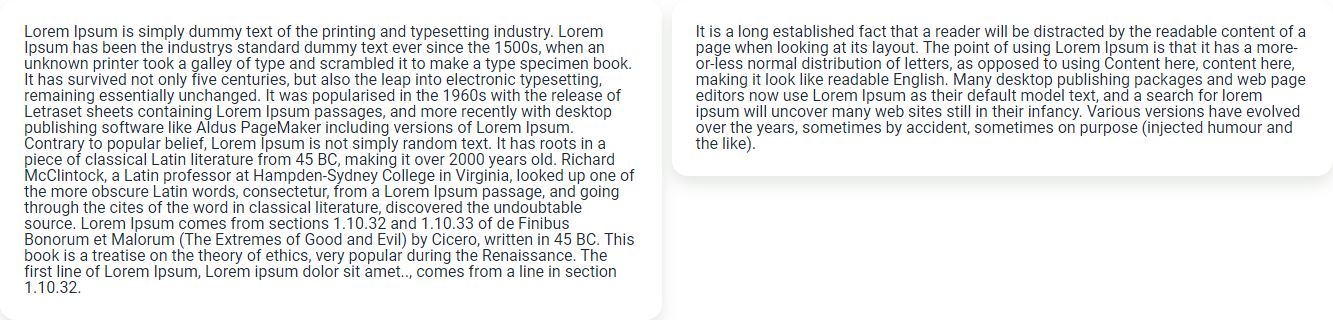 Lorem Ipsum is simply dummy text of the printing and typesetting industry. Lorem
Ipsum has been the industrys standard dummy text ever since the 1500s, when an
unknown printer took a galley of type and scrambled it to make a type specimen book.
It has survived not only five centuries, but also the leap into electronic typesetting,
remaining essentially unchanged. It was popularised in the 1960s with the release of
Letraset sheets containing Lorem Ipsum passages, and more recently with desktop
publishing software like Aldus PageMaker including versions of Lorem Ipsum.
Contrary to popular belief, Lorem Ipsum is not simply random text. It has roots in a
piece of classical Latin literature from 45 BC, making it over 2000 years old. Richard
McClintock, a Latin professor at Hampden-Sydney College in Virginia, looked up one of
the more obscure Latin words, consectetur, from a Lorem Ipsum passage, and going
through the cites of the word in classical literature, discovered the undoubtable
source. Lorem Ipsum comes from sections 1.10.32 and 1.10.33 of de Finibus
Bonorum et Malorum (The Extremes of Good and Evil) by Cicero, written in 45 BC. This
book is a treatise on the theory of ethics, very popular during the Renaissance. The
first line of Lorem Ipsum, Lorem ipsum dolor sit amet.., comes from a line in section
1.10.32.
It is a long established fact that a reader will be distracted by the readable content of a
page when looking at its layout. The point of using Lorem Ipsum is that it has a more-
or-less normal distribution of letters, as opposed to using Content here, content here,
making it look like readable English. Many desktop publishing packages and web page
editors now use Lorem Ipsum as their default model text, and a search for lorem
ipsum will uncover many web sites still in their infancy. Various versions have evolved
over the years, sometimes by accident, sometimes on purpose (injected humour and
the like).